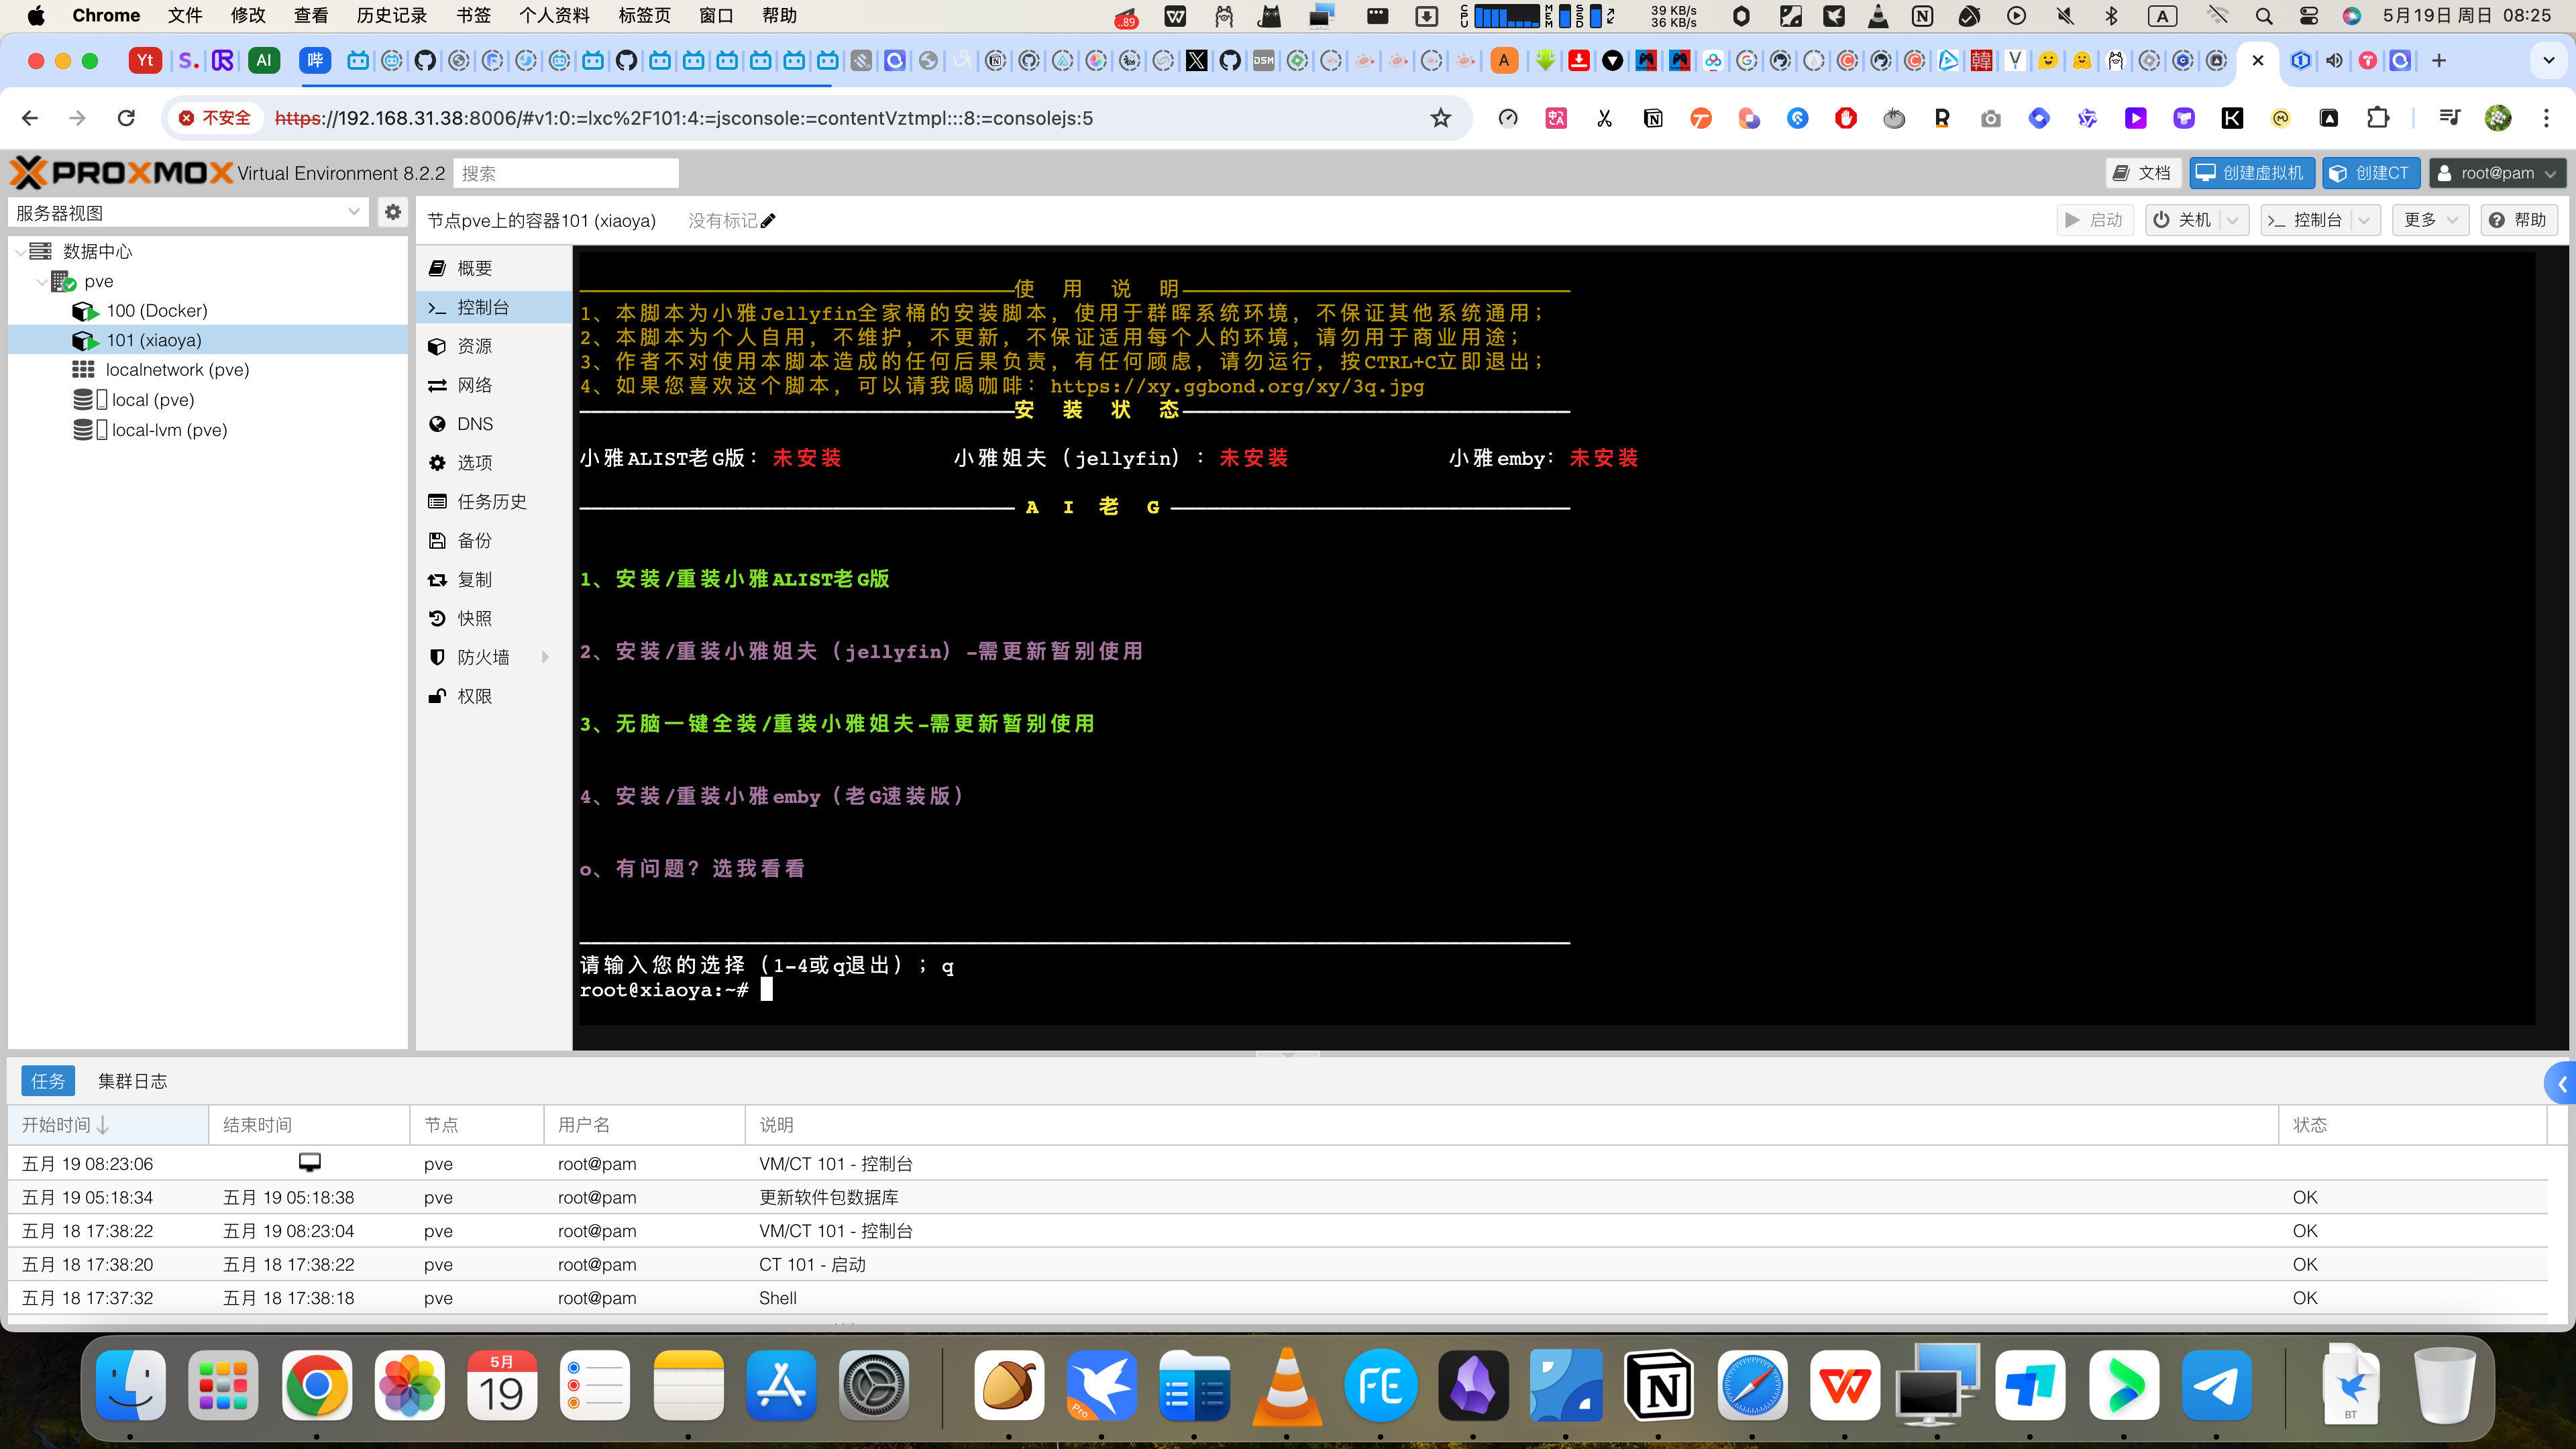 Chrome 文件 修改 查看 历史记录 书签 个人资料 标签页 窗口 帮助
39 KB/s
36 KB/s
5月19日 周日 08:25
不安全 https://192.168.31.38:8006/#v1:0:=lxc%2F101:4:=jsconsole:=contentVztmpl:::8:=consolejs:5
PROXMOX Virtual Environment 8.2.2 搜索
文档 创建虚拟机 创建CT root@pam
服务器视图
节点pve上的容器101 (xiaoya) 没有标记
启动 关机 控制台 更多 帮助
数据中心
pve
100 (Docker)
101 (xiaoya)
localnetwork (pve)
local (pve)
local-lvm (pve)
概要
控制台
资源
网络
DNS
选项
任务历史
备份
复制
快照
防火墙
权限
使 用 说 明
1、本脚本为小雅Jellyfin全家桶的安装脚本，使用于群晖系统环境，不保证其他系统通用；
2、本脚本为个人自用，不维护，不更新，不保证适用每个人的环境，请勿用于商业用途；
3、作者不对使用本脚本造成的任何后果负责，有任何顾虑，请勿运行，按CTRL+C立即退出；
4、如果您喜欢这个脚本，可以请我喝咖啡：https://xy.ggbond.org/xy/3q.jpg
安 装 状 态
小雅ALIST老G版：未安装 小雅姐夫（jellyfin）：未安装 小雅emby：未安装
A I 老 G
1、安装/重装小雅ALIST老G版
2、安装/重装小雅姐夫（jellyfin）-需更新暂别使用
3、无脑一键全装/重装小雅姐夫-需更新暂别使用
4、安装/重装小雅emby（老G速装版）
o、有问题？选我看看
请输入您的选择（1-4或q退出）；q
root@xiaoya:~#
任务 集群日志
开始时间 结束时间 节点 用户名 说明 状态
五月 19 08:23:06 pve root@pam VM/CT 101 - 控制台
五月 19 05:18:34 五月 19 05:18:38 pve root@pam 更新软件包数据库 OK
五月 18 17:38:22 五月 19 08:23:04 pve root@pam VM/CT 101 - 控制台 OK
五月 18 17:38:20 五月 18 17:38:22 pve root@pam CT 101 - 启动 OK
五月 18 17:37:32 五月 18 17:38:18 pve root@pam Shell OK
5月
19
Pro
FE
BT